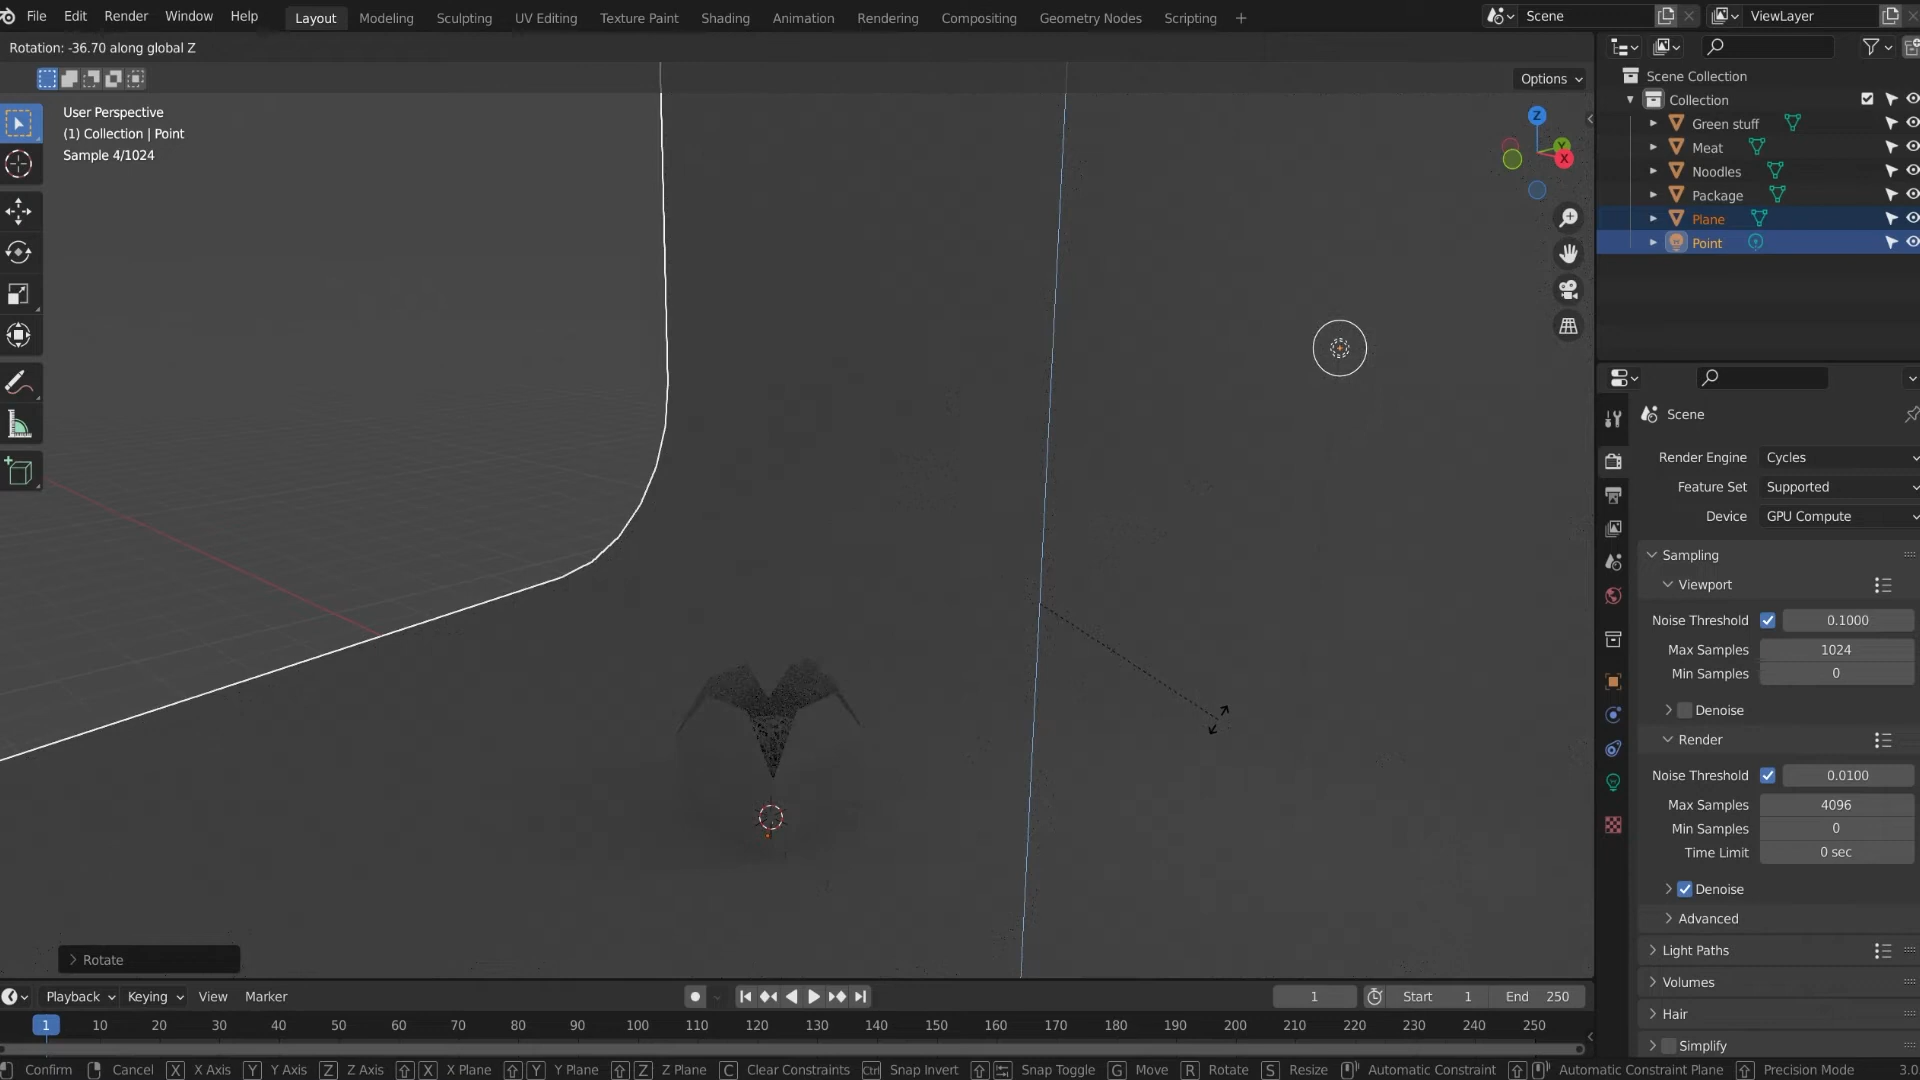 File Edit Render Window Help Layout Modeling Sculpting UV Editing Texture Paint Shading Animation Rendering Compositing Geometry Nodes Scripting + Scene ViewLayer
Rotation: -36.70 along global Z
Options
User Perspective
(1) Collection | Point
Sample 4/1024
Z
Y
X
Scene Collection
Collection
Green stuff
Meat
Noodles
Package
Plane
Point
Scene
Render Engine Cycles
Feature Set Supported
Device GPU Compute
Sampling
Viewport
Noise Threshold 0.1000
Max Samples 1024
Min Samples 0
Denoise
Render
Noise Threshold 0.0100
Max Samples 4096
Min Samples 0
Time Limit 0 sec
Denoise
Advanced
Light Paths
Volumes
Hair
Simplify
Rotate
Playback Keying View Marker 1 Start 1 End 250
1 10 20 30 40 50 60 70 80 90 100 110 120 130 140 150 160 170 180 190 200 210 220 230 240 250
Confirm Cancel X X Axis Y Y Axis Z Z Axis X X Plane Y Y Plane Z Z Plane C Clear Constraints Ctrl Snap Invert Snap Toggle G Move R Rotate S Resize Automatic Constraint Automatic Constraint Plane Precision Mode 3.0